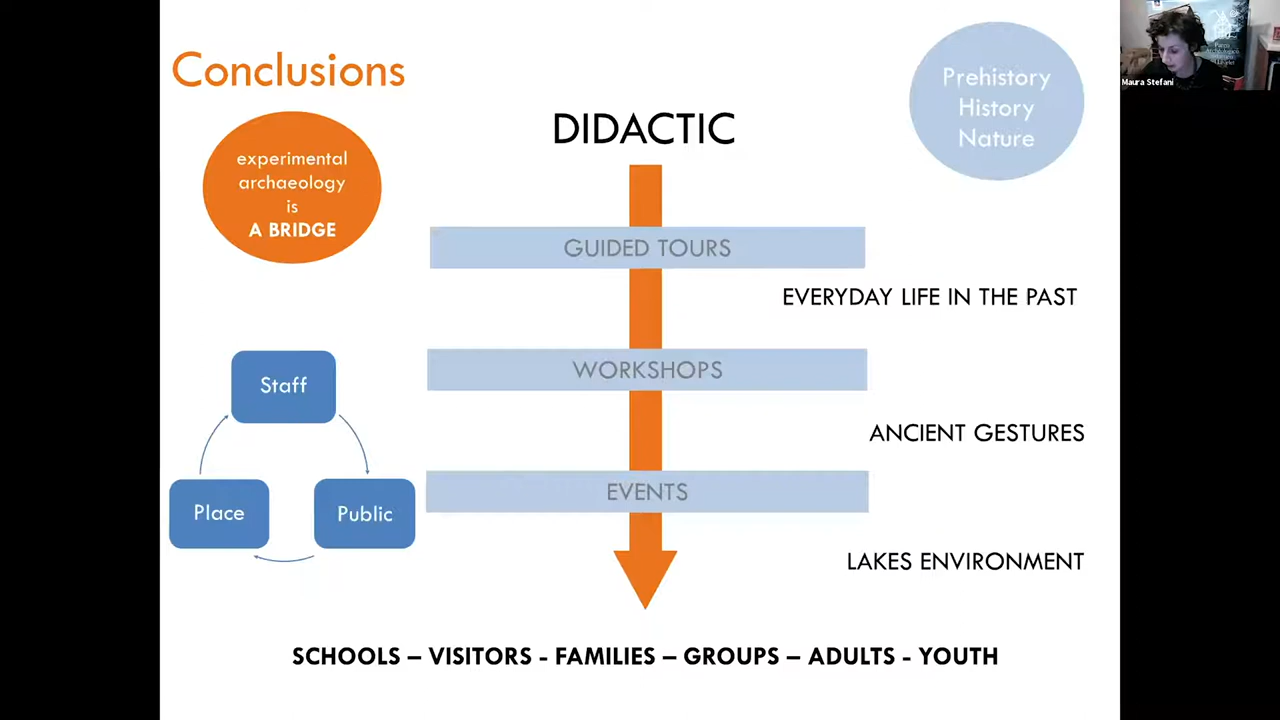 Conclusions
experimental
archaeology
is
A BRIDGE
DIDACTIC
Prehistory
History
Nature
GUIDED TOURS
EVERYDAY LIFE IN THE PAST
WORKSHOPS
ANCIENT GESTURES
EVENTS
LAKES ENVIRONMENT
Staff
Place
Public
SCHOOLS – VISITORS - FAMILIES – GROUPS – ADULTS - YOUTH
Maura Stefani
Parco